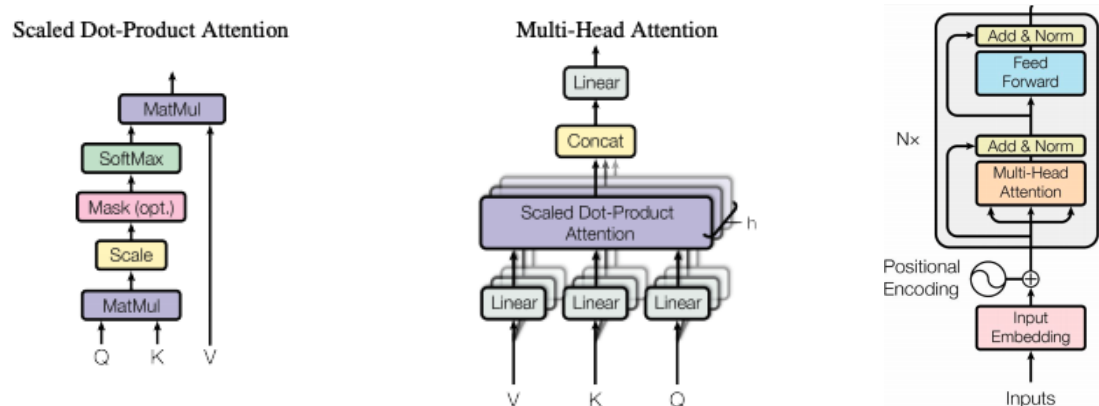 Scaled Dot-Product Attention
MatMul
SoftMax
Mask (opt.)
Scale
MatMul
Q K V
Multi-Head Attention
Linear
Concat
Scaled Dot-Product
Attention
h
Linear Linear Linear
V K Q
Add & Norm
Feed
Forward
Nx
Add & Norm
Multi-Head
Attention
Positional
Encoding
Input
Embedding
Inputs